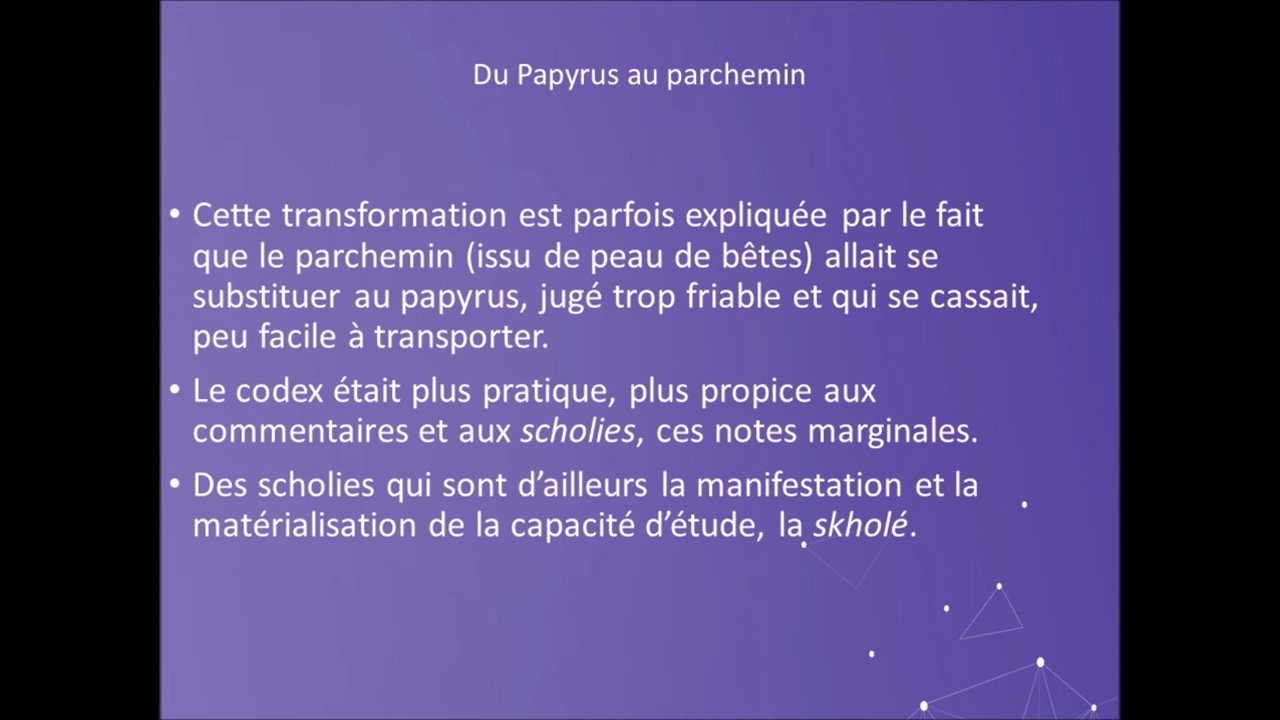 Du Papyrus au parchemin
• Cette transformation est parfois expliquée par le fait
que le parchemin (issu de peau de bêtes) allait se
substituer au papyrus, jugé trop friable et qui se cassait,
peu facile à transporter.
• Le codex était plus pratique, plus propice aux
commentaires et aux scholies, ces notes marginales.
• Des scholies qui sont d’ailleurs la manifestation et la
matérialisation de la capacité d’étude, la skholé.